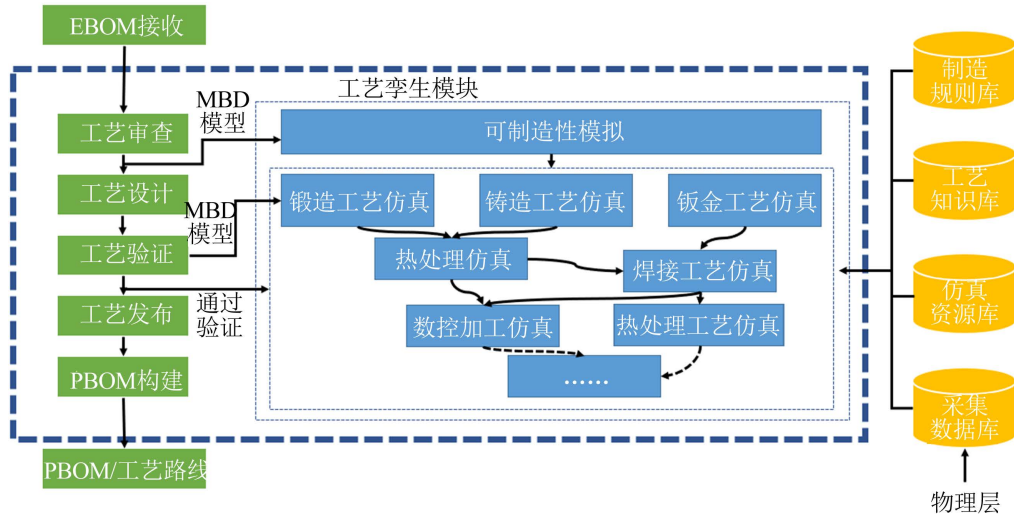 EBOM接收
工艺孪生模块
制造
规则库
工艺审查
MBD
模型
可制造性模拟
工艺设计
MBD
模型
锻造工艺仿真
铸造工艺仿真
钣金工艺仿真
工艺
知识库
工艺验证
热处理仿真
焊接工艺仿真
工艺发布
通过
验证
数控加工仿真
热处理工艺仿真
仿真
资源库
PBOM构建
......
采集
数据库
PBOM/工艺路线
物理层